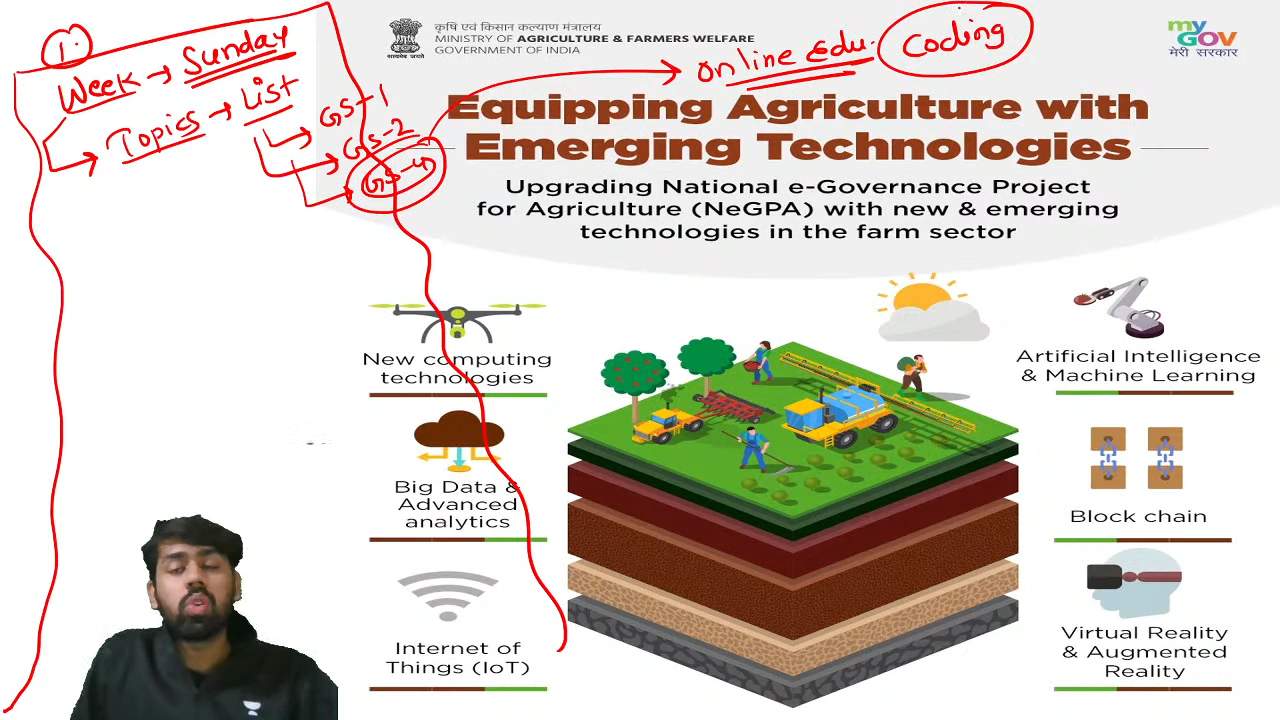 1.
Week → Sunday
Topics → List
GS-1
GS-2
GS-4
Online Edu.
Coding
कृषि एवं किसान कल्याण मंत्रालय
MINISTRY OF AGRICULTURE & FARMERS WELFARE
GOVERNMENT OF INDIA
सत्यमेव जयते
my
GOV
मेरी सरकार
Equipping Agriculture with
Emerging Technologies
Upgrading National e-Governance Project
for Agriculture (NeGPA) with new & emerging
technologies in the farm sector
New computing
technologies
Big Data &
Advanced
analytics
Internet of
Things (IoT)
Artificial Intelligence
& Machine Learning
Block chain
Virtual Reality
& Augmented
Reality